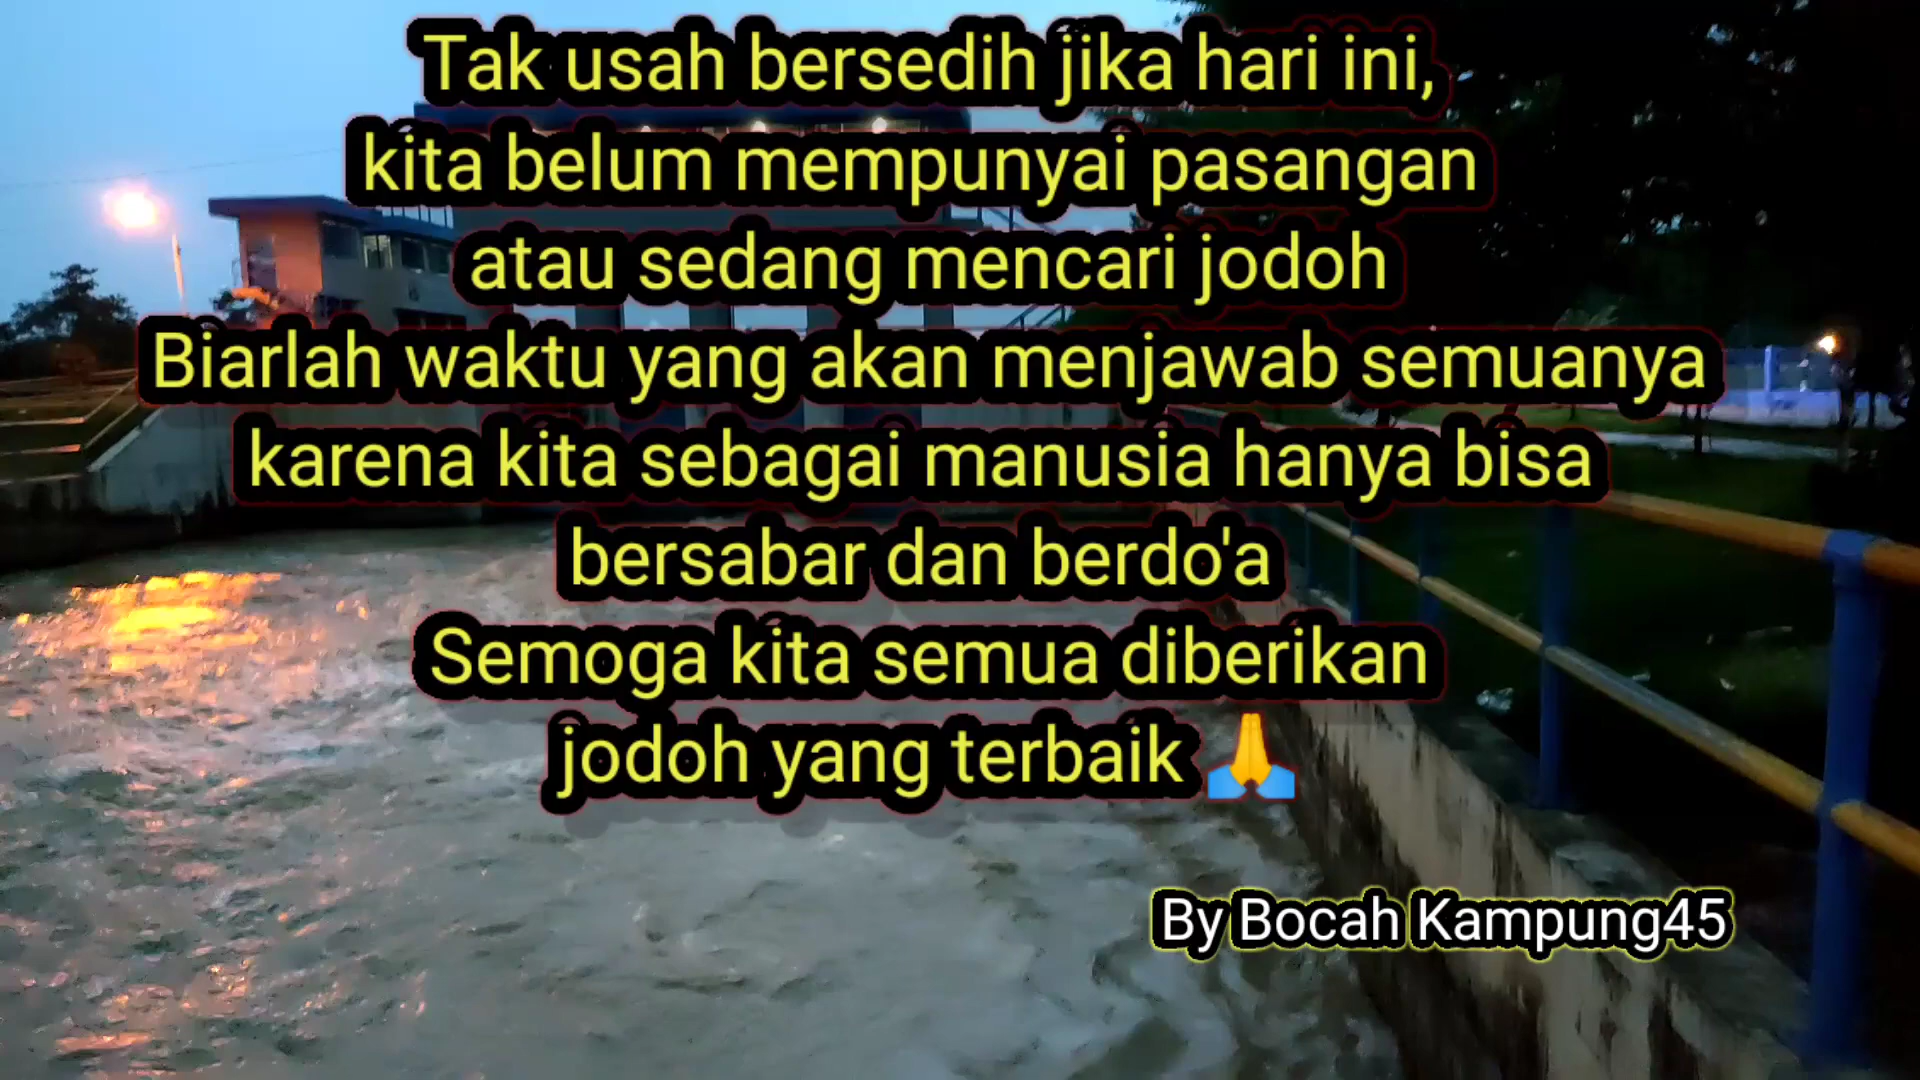 Tak usah bersedih jika hari ini,
kita belum mempunyai pasangan
atau sedang mencari jodoh
Biarlah waktu yang akan menjawab semuanya
karena kita sebagai manusia hanya bisa
bersabar dan berdo'a
Semoga kita semua diberikan
jodoh yang terbaik 🙏
By Bocah Kampung45